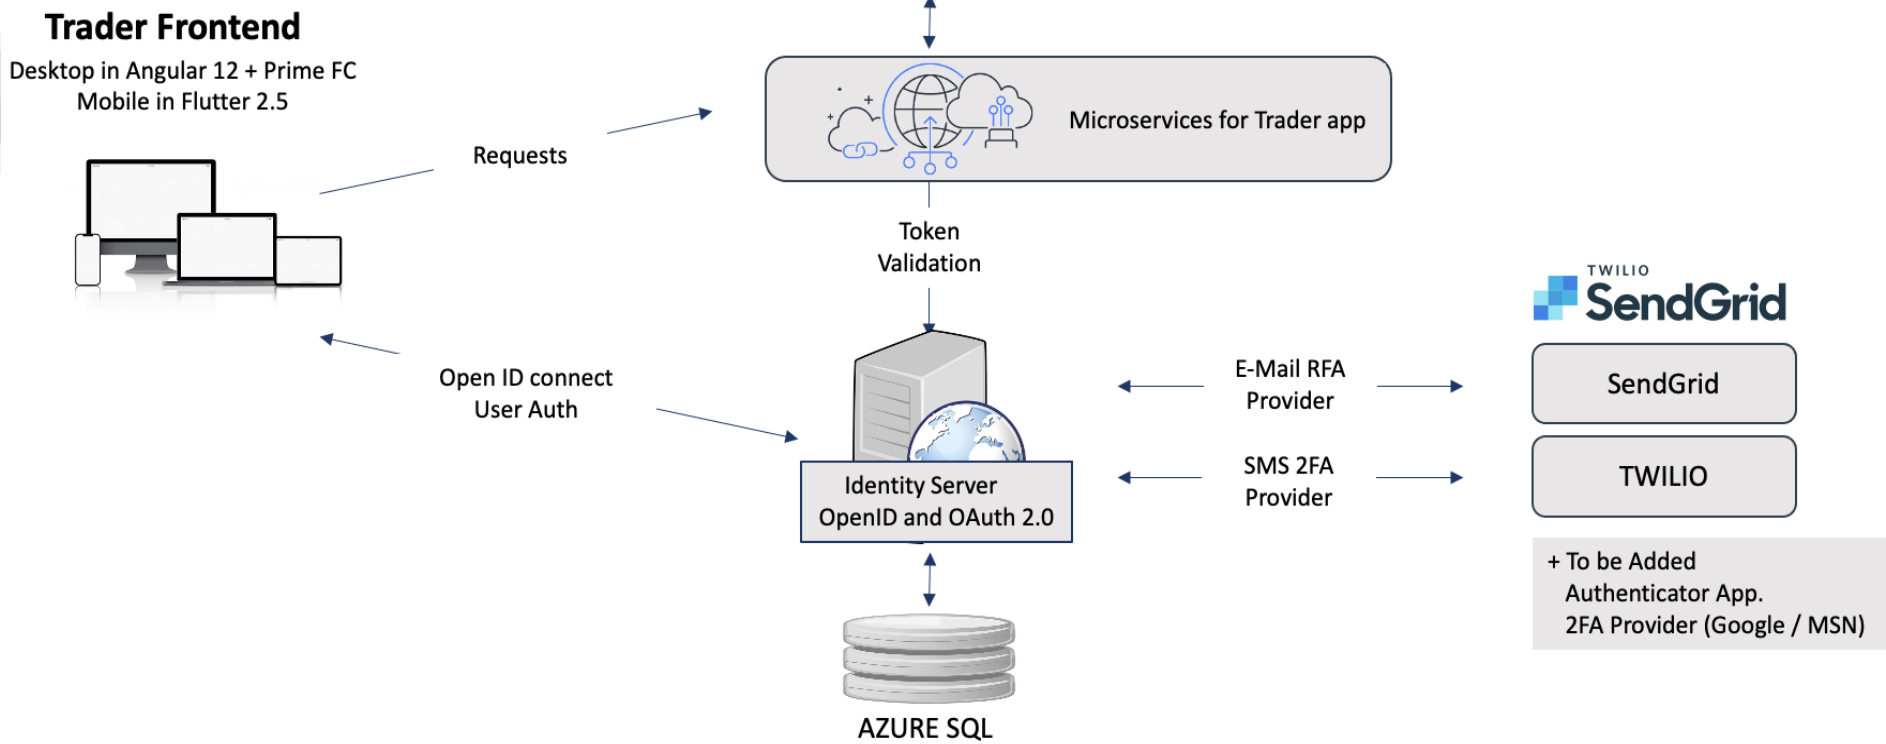 Trader Frontend
Desktop in Angular 12 + Prime FC
Mobile in Flutter 2.5
Requests
Microservices for Trader app
Token
Validation
Open ID connect
User Auth
Identity Server
OpenID and OAuth 2.0
AZURE SQL
E-Mail RFA
Provider
SMS 2FA
Provider
TWILIO
SendGrid
SendGrid
TWILIO
+ To be Added
Authenticator App.
2FA Provider (Google / MSN)